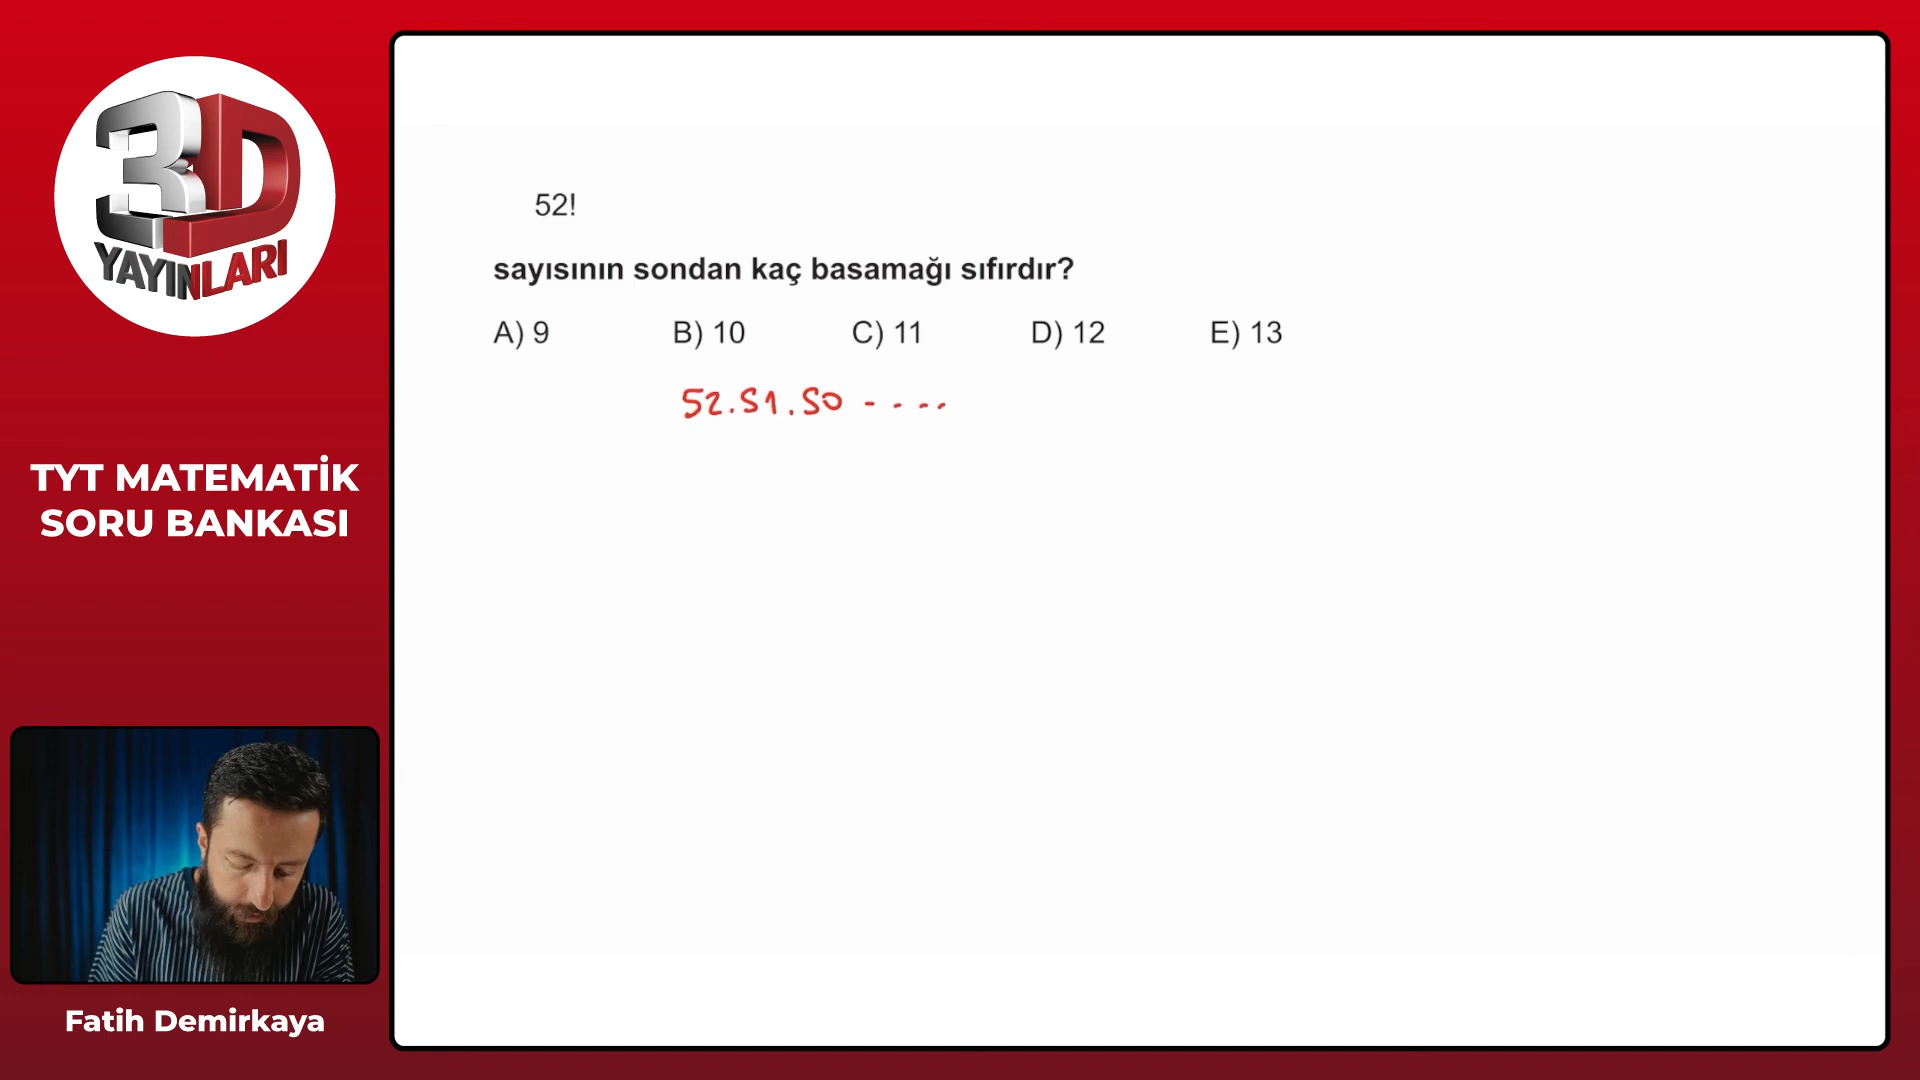 3D
YAYINLARI
TYT MATEMATİK
SORU BANKASI
Fatih Demirkaya
52!
sayısının sondan kaç basamağı sıfırdır?
A) 9 B) 10 C) 11 D) 12 E) 13
52.51.50 - . . . .